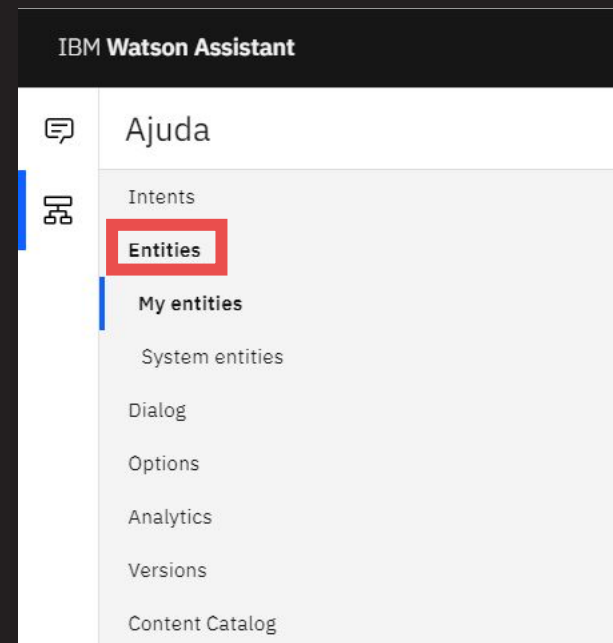 IBM Watson Assistant
Ajuda
Intents
Entities
My entities
System entities
Dialog
Options
Analytics
Versions
Content Catalog